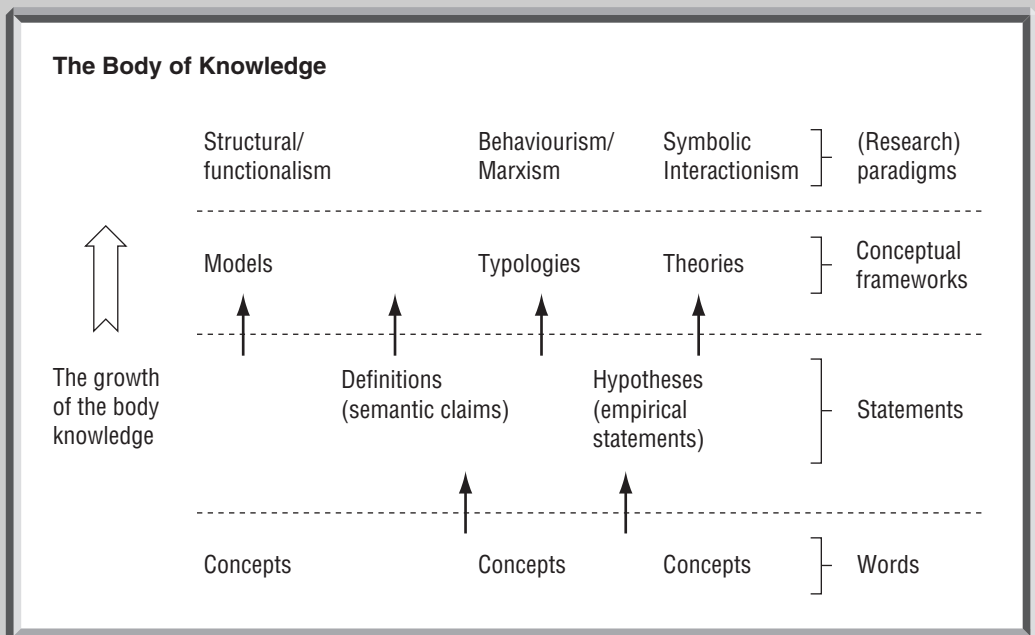 The Body of Knowledge
Structural/
functionalism
Behaviourism/
Marxism
Symbolic
Interactionism
(Research)
paradigms
Models
Typologies
Theories
Conceptual
frameworks
The growth
of the body
knowledge
Definitions
(semantic claims)
Hypotheses
(empirical
statements)
Statements
Concepts
Concepts
Concepts
Words